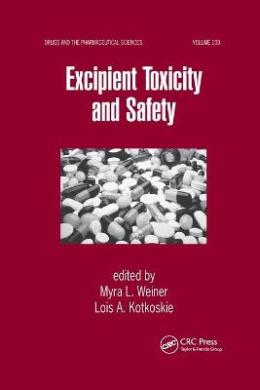 DRUGS AND THE PHARMACEUTICAL SCIENCES VOLUME 103
Excipient Toxicity
and Safety
edited by
Myra L. Weiner
Lois A. Kotkoskie
CRC Press
Taylor & Francis Group